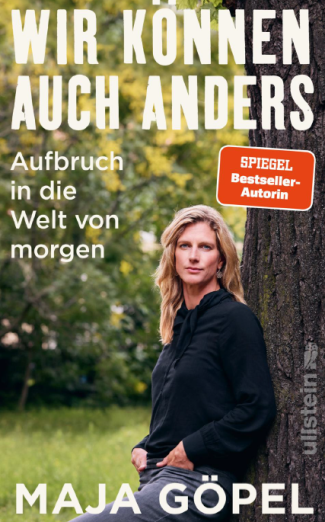 WIR KÖNNEN
AUCH ANDERS
Aufbruch
in die
Welt von
morgen
SPIEGEL
Bestseller-
Autorin
ullstein
MAJA GÖPEL